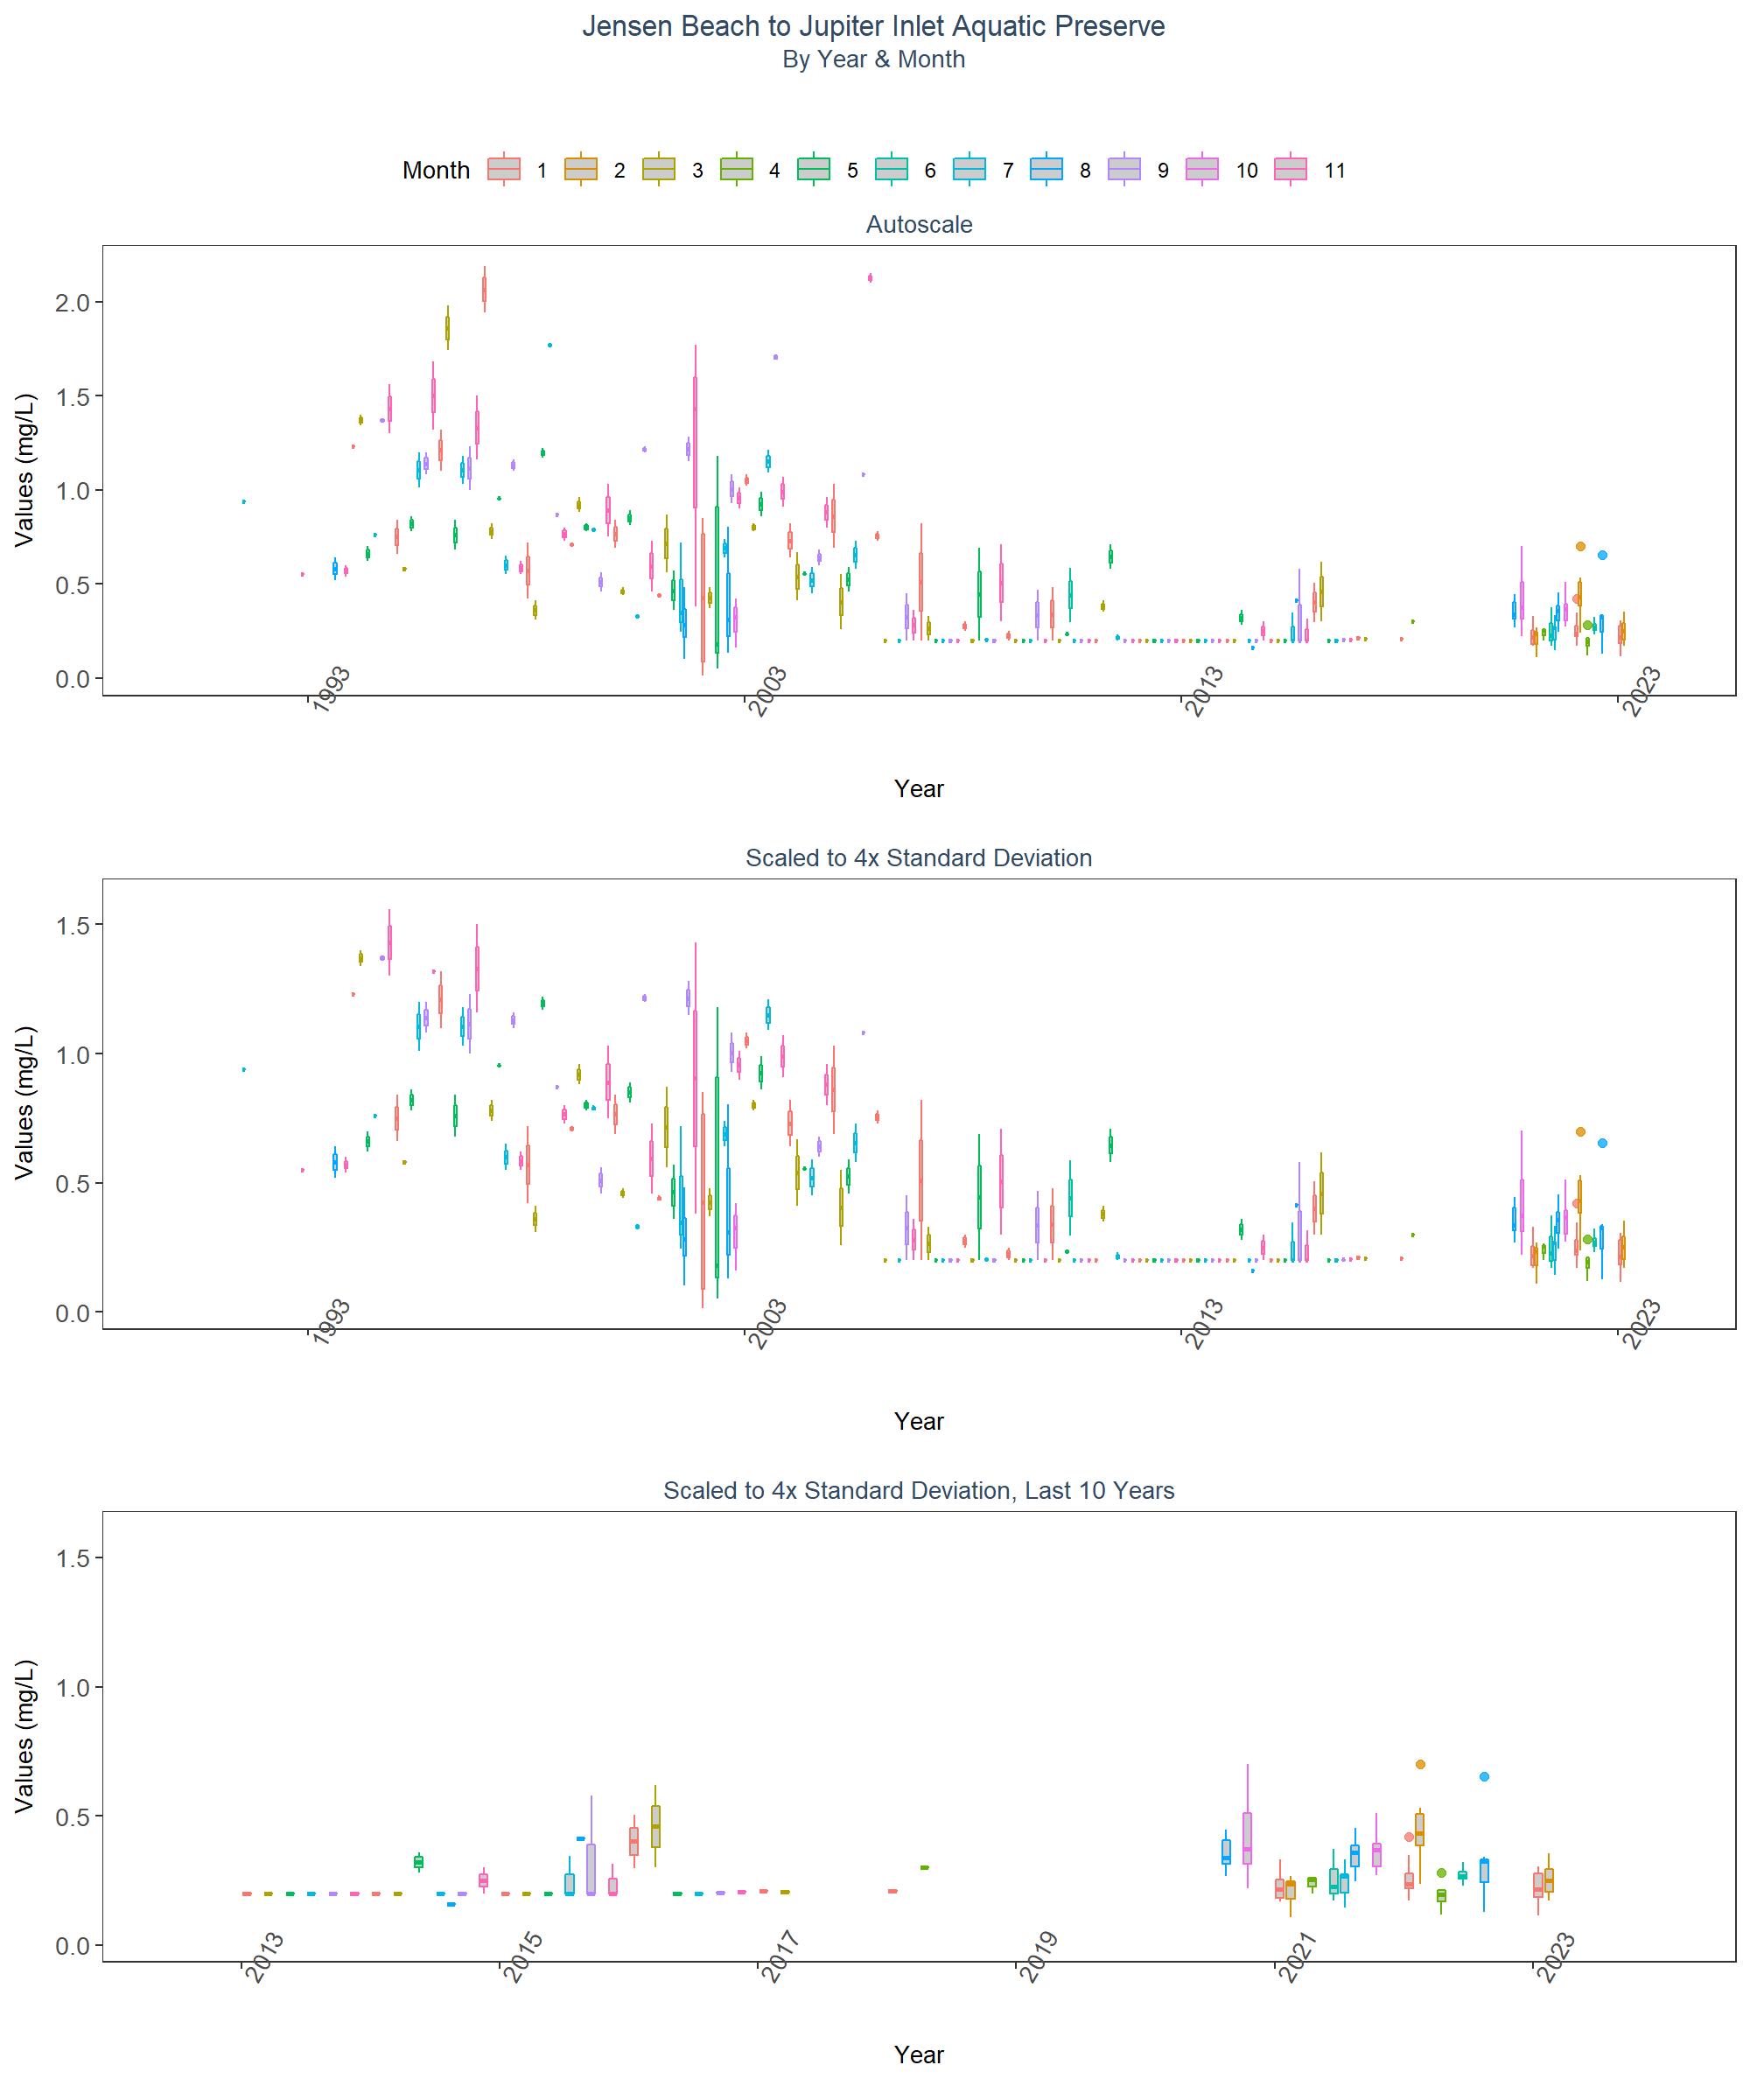 Jensen Beach to Jupiter Inlet Aquatic Preserve
By Year & Month
Month 1 2 3 4 5 6 7 8 9 10 11
Autoscale
Values (mg/L)
2.0
1.5
1.0
0.5
0.0
1993 2003 2013 2023
Year
Scaled to 4x Standard Deviation
Values (mg/L)
1.5
1.0
0.5
0.0
1993 2003 2013 2023
Year
Scaled to 4x Standard Deviation, Last 10 Years
Values (mg/L)
1.5
1.0
0.5
0.0
2013 2015 2017 2019 2021 2023
Year